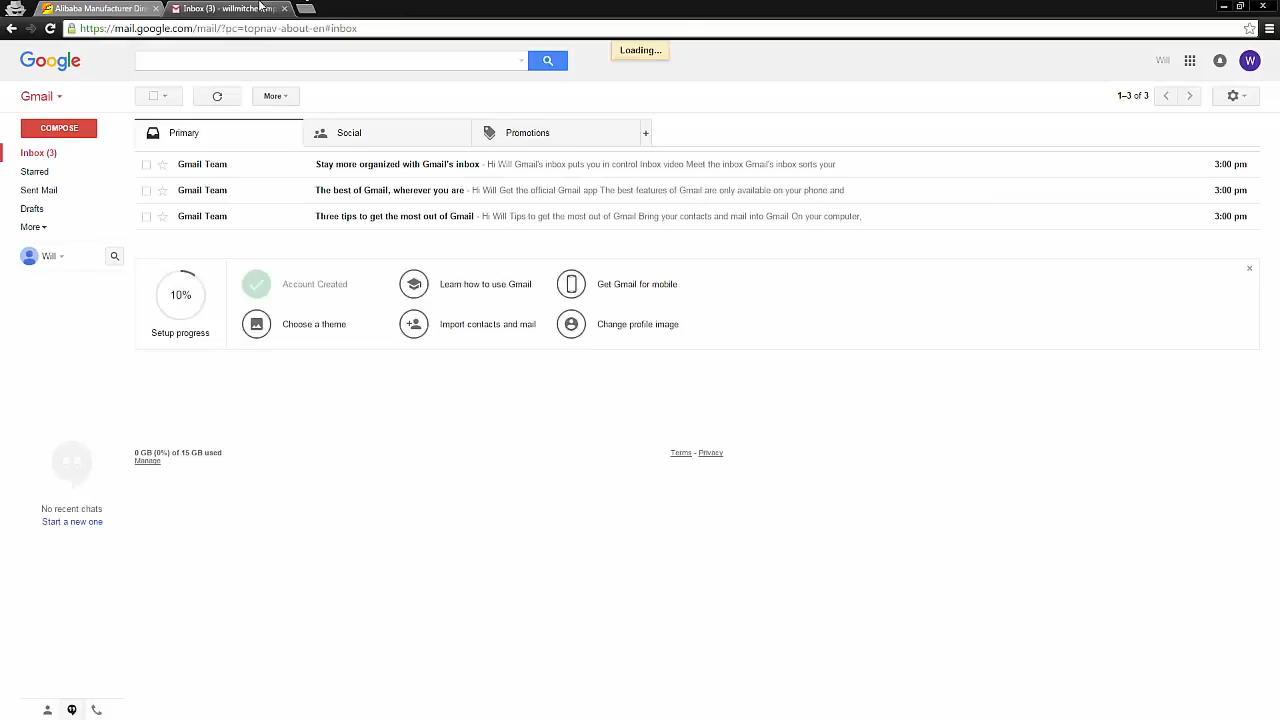 Alibaba Manufacturer Dire
Inbox (3) - willmitche
https://mail.google.com/mail/?pc=topnav-about-en#inbox
Loading...
Google
Will
W
Gmail
More
1–3 of 3
COMPOSE
Primary
Social
Promotions
+
Inbox (3)
Starred
Sent Mail
Drafts
More
Will
Gmail Team Stay more organized with Gmail's inbox - Hi Will Gmail's inbox puts you in control Inbox video Meet the inbox Gmail's inbox sorts your 3:00 pm
Gmail Team The best of Gmail, wherever you are - Hi Will Get the official Gmail app The best features of Gmail are only available on your phone and 3:00 pm
Gmail Team Three tips to get the most out of Gmail - Hi Will Tips to get the most out of Gmail Bring your contacts and mail into Gmail On your computer, 3:00 pm
10%
Setup progress
Account Created
Learn how to use Gmail
Get Gmail for mobile
Choose a theme
Import contacts and mail
Change profile image
0 GB (0%) of 15 GB used
Manage
Terms - Privacy
No recent chats
Start a new one